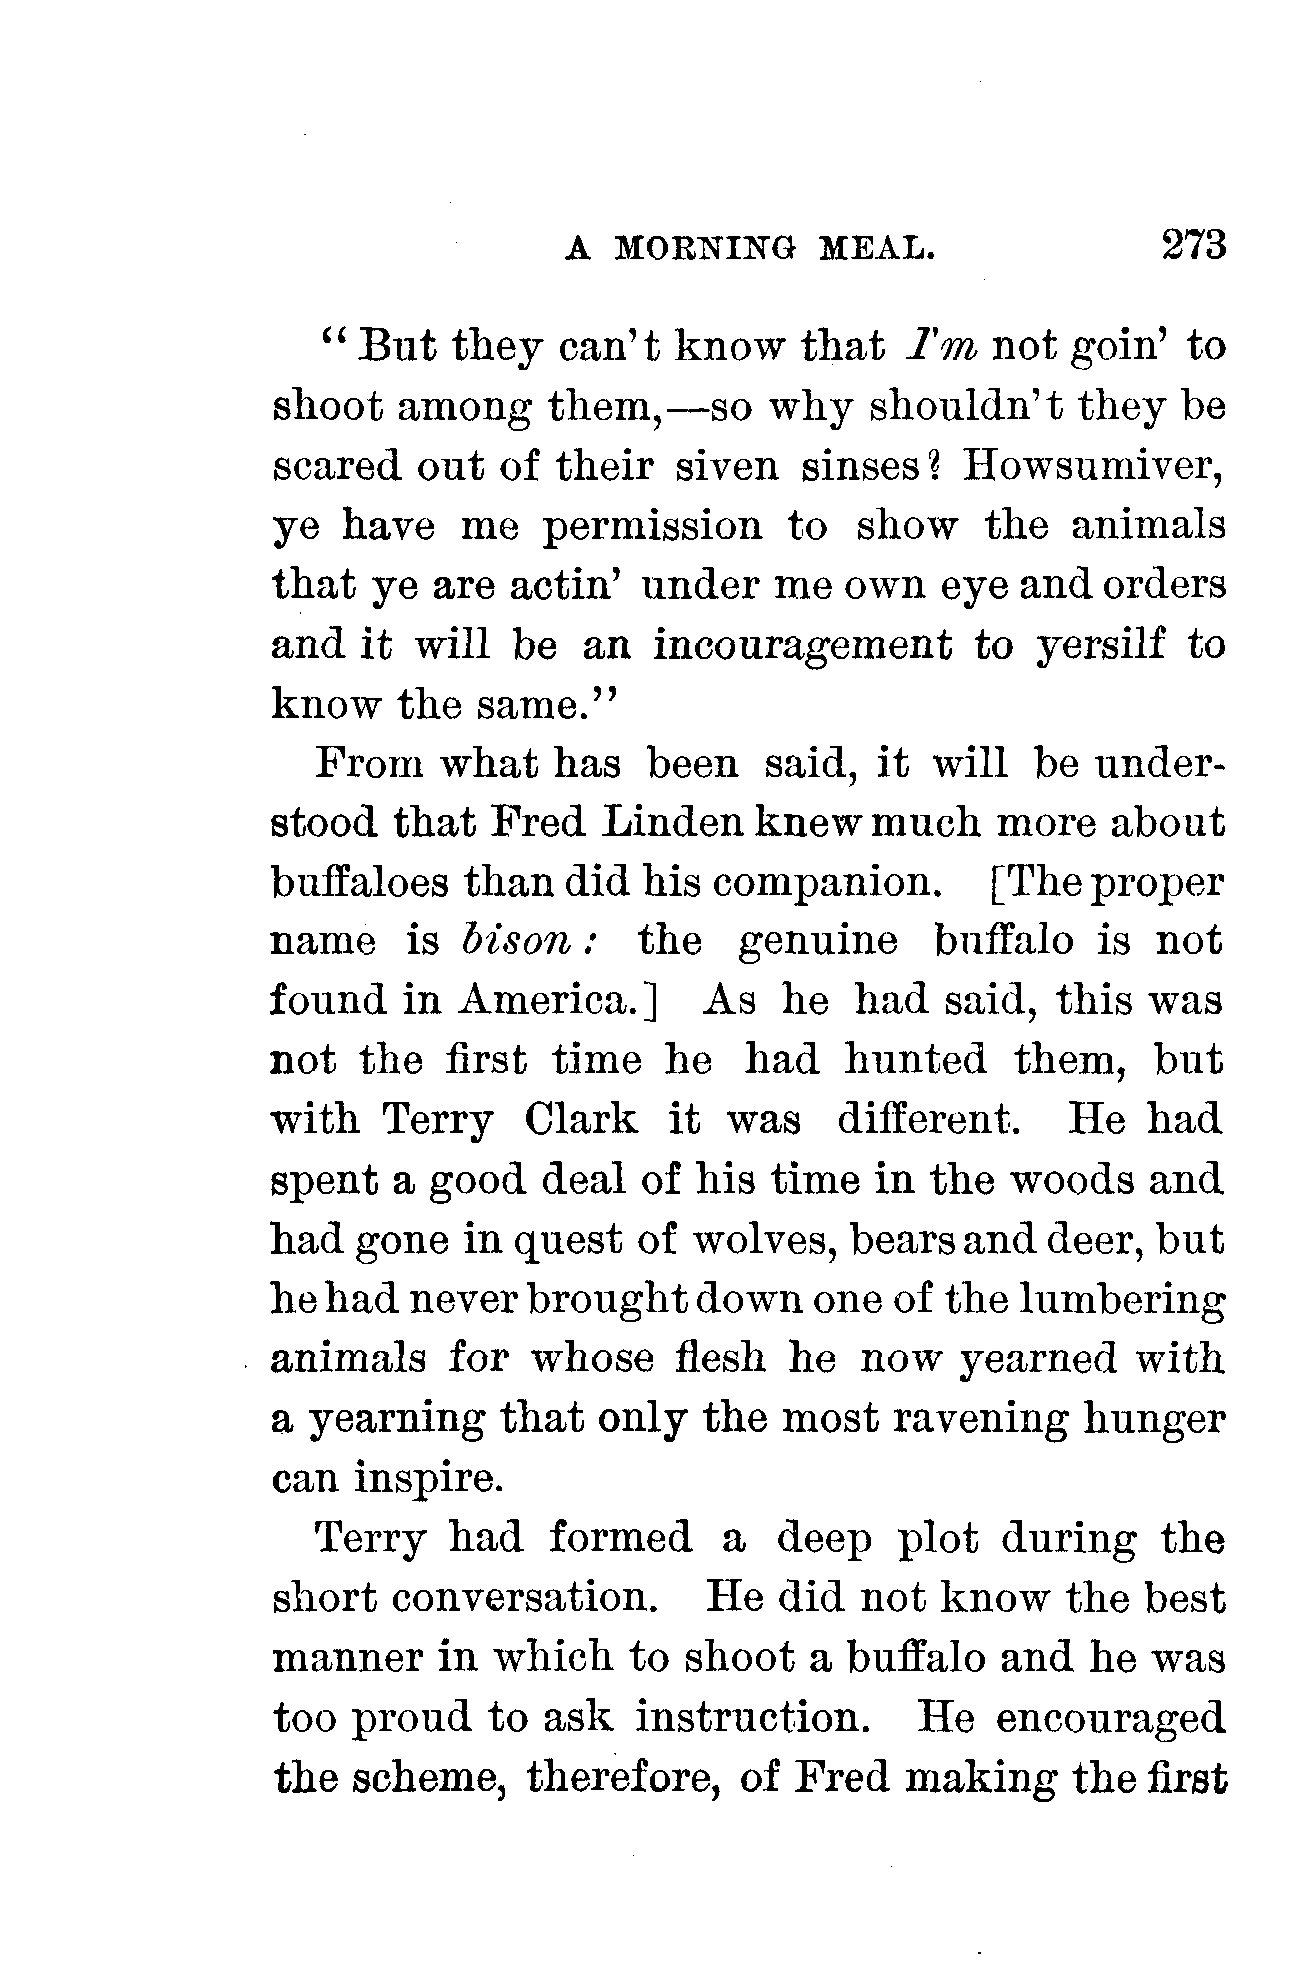 A MORNING MEAL. 273
“But they can't know that I'm not goin' to
shoot among them,—so why shouldn't they be
scared out of their siven sinses? Howsumiver,
ye have me permission to show the animals
that ye are actin' under me own eye and orders
and it will be an incouragement to yersilf to
know the same.”
From what has been said, it will be under-
stood that Fred Linden knew much more about
buffaloes than did his companion. [The proper
name is bison: the genuine buffalo is not
found in America.] As he had said, this was
not the first time he had hunted them, but
with Terry Clark it was different. He had
spent a good deal of his time in the woods and
had gone in quest of wolves, bears and deer, but
he had never brought down one of the lumbering
animals for whose flesh he now yearned with
a yearning that only the most ravening hunger
can inspire.
Terry had formed a deep plot during the
short conversation. He did not know the best
manner in which to shoot a buffalo and he was
too proud to ask instruction. He encouraged
the scheme, therefore, of Fred making the first